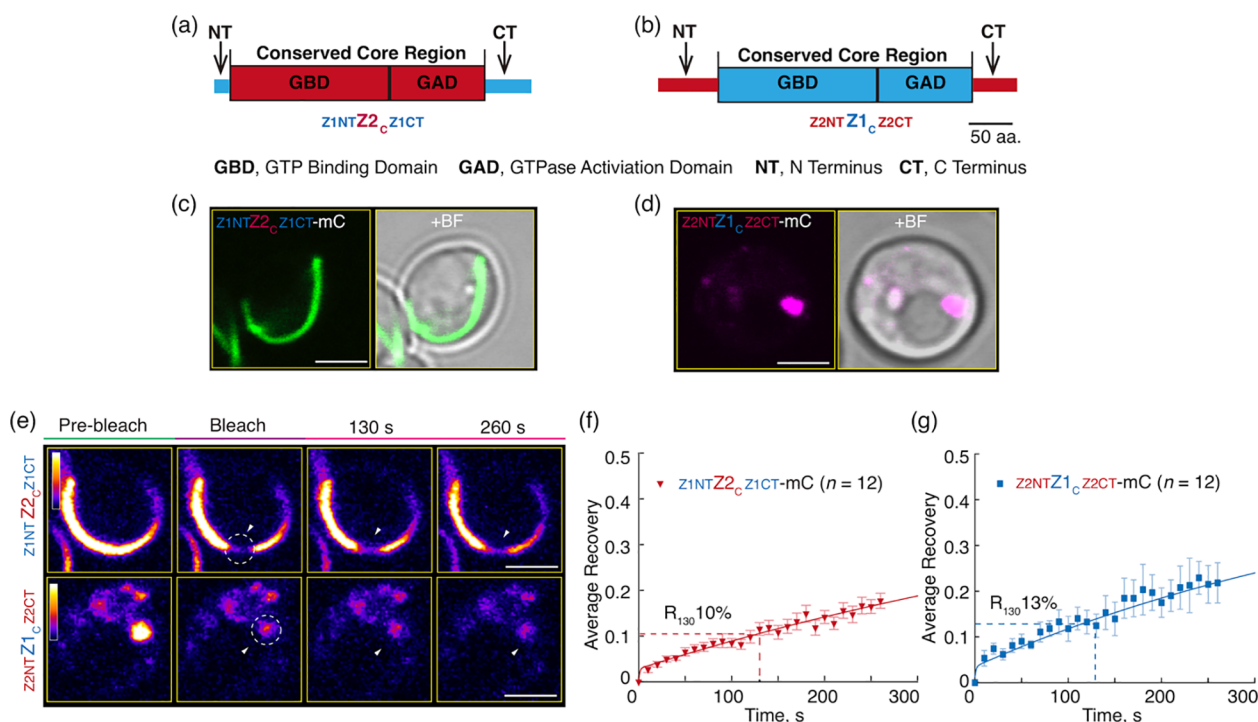 (a)
NT
CT
Conserved Core Region
GBD
GAD
Z1NTZ2cZ1CT
(b)
NT
CT
Conserved Core Region
GBD
GAD
Z2NTZ1cZ2CT
50 aa.
GBD, GTP Binding Domain GAD, GTPase Activiation Domain NT, N Terminus CT, C Terminus
(c)
Z1NTZ2cZ1CT-mC
+BF
(d)
Z2NTZ1cZ2CT-mC
+BF
(e)
Pre-bleach
Bleach
130 s
260 s
Z1NTZ2cZ1CT
Z2NTZ1cZ2CT
(f)
Z1NTZ2cZ1CT-mC (n = 12)
Average Recovery
0.5
0.4
0.3
0.2
0.1
0
R130 10%
0
100
200
300
Time, s
(g)
Z2NTZ1cZ2CT-mC (n = 12)
Average Recovery
0.5
0.4
0.3
0.2
0.1
0
R130 13%
0
100
200
300
Time, s